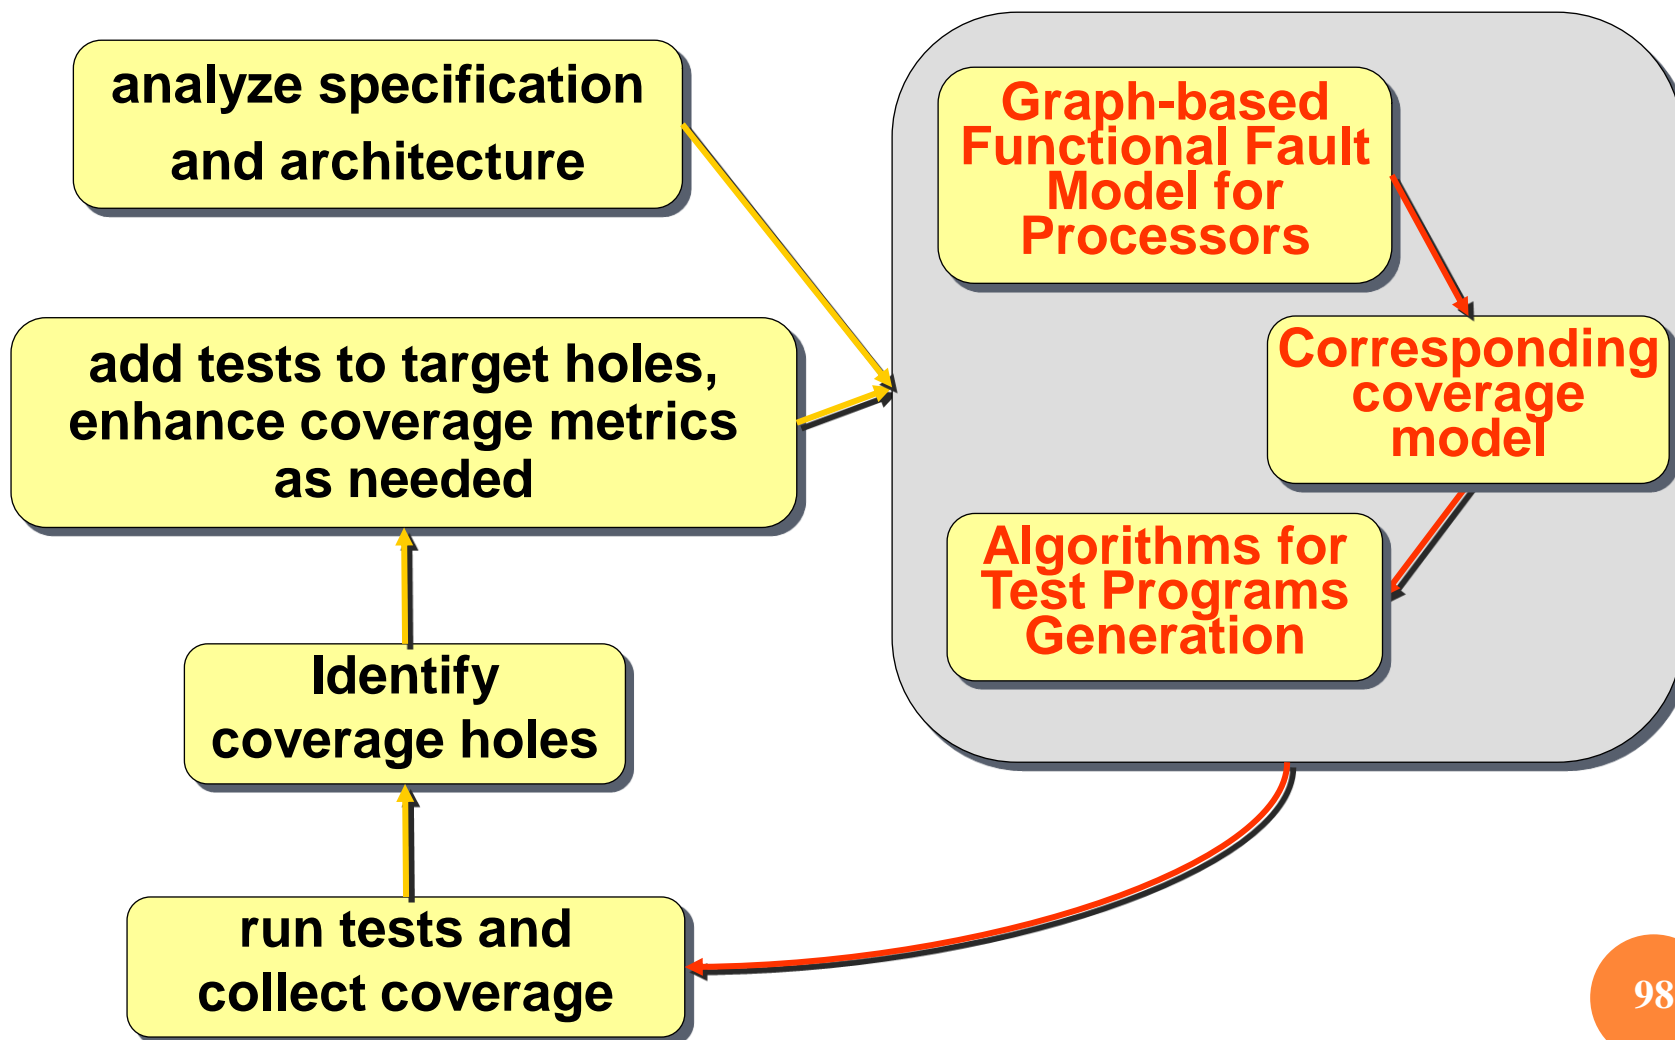 analyze specification
and architecture
Graph-based
Functional Fault
Model for
Processors
add tests to target holes,
enhance coverage metrics
as needed
Corresponding
coverage
model
Algorithms for
Test Programs
Generation
Identify
coverage holes
run tests and
collect coverage
98